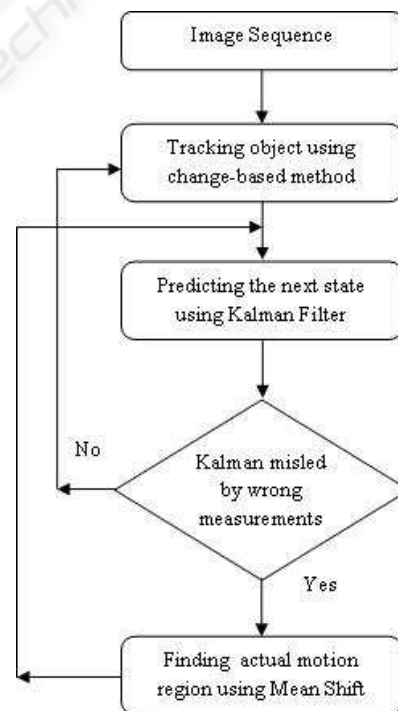 Image Sequence
Tracking object using
change-based method
Predicting the next state
using Kalman Filter
No
Kalman misled
by wrong
measurements
Yes
Finding actual motion
region using Mean Shift